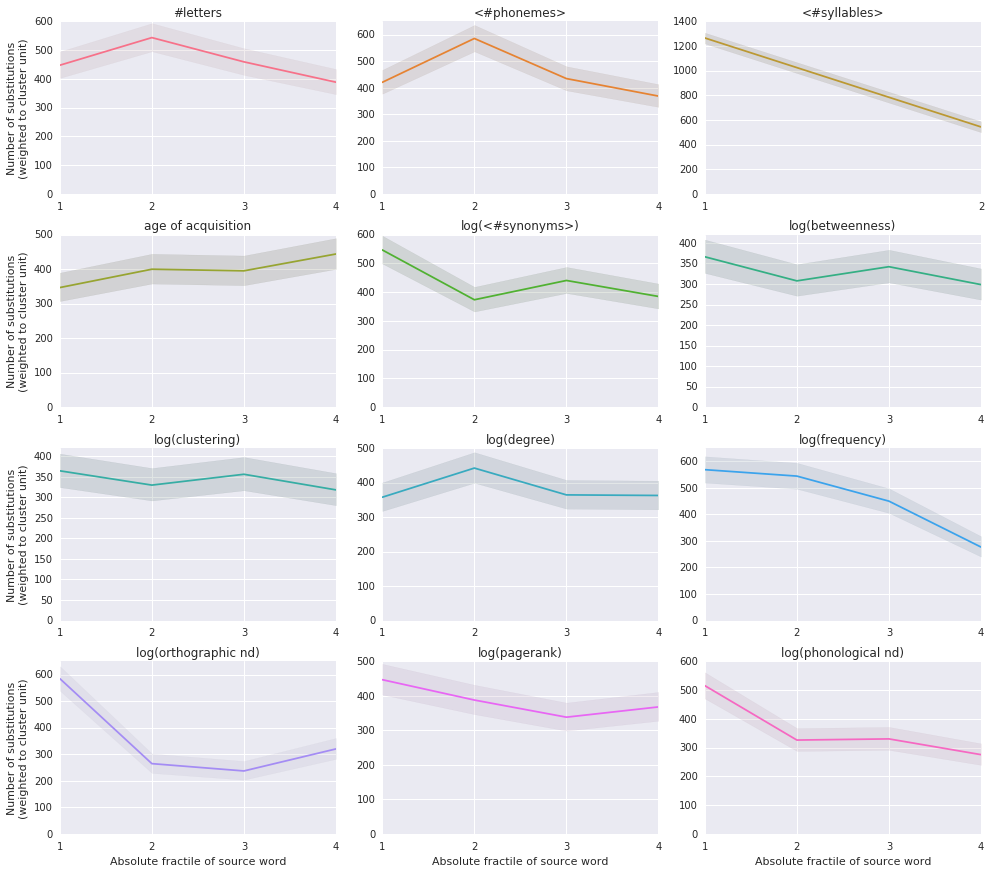 #letters
<#phonemes>
<#syllables>
Number of substitutions
(weighted to cluster unit)
600
500
400
300
200
100
0
1 2 3 4
600
500
400
300
200
100
0
1 2 3 4
1400
1200
1000
800
600
400
200
0
1 2
age of acquisition
log(<#synonyms>)
log(betweenness)
Number of substitutions
(weighted to cluster unit)
500
400
300
200
100
0
1 2 3 4
600
500
400
300
200
100
0
1 2 3 4
400
350
300
250
200
150
100
50
0
1 2 3 4
log(clustering)
log(degree)
log(frequency)
Number of substitutions
(weighted to cluster unit)
400
350
300
250
200
150
100
50
0
1 2 3 4
500
400
300
200
100
0
1 2 3 4
600
500
400
300
200
100
0
1 2 3 4
log(orthographic nd)
log(pagerank)
log(phonological nd)
Number of substitutions
(weighted to cluster unit)
600
500
400
300
200
100
0
1 2 3 4
Absolute fractile of source word
500
400
300
200
100
0
1 2 3 4
Absolute fractile of source word
600
500
400
300
200
100
0
1 2 3 4
Absolute fractile of source word